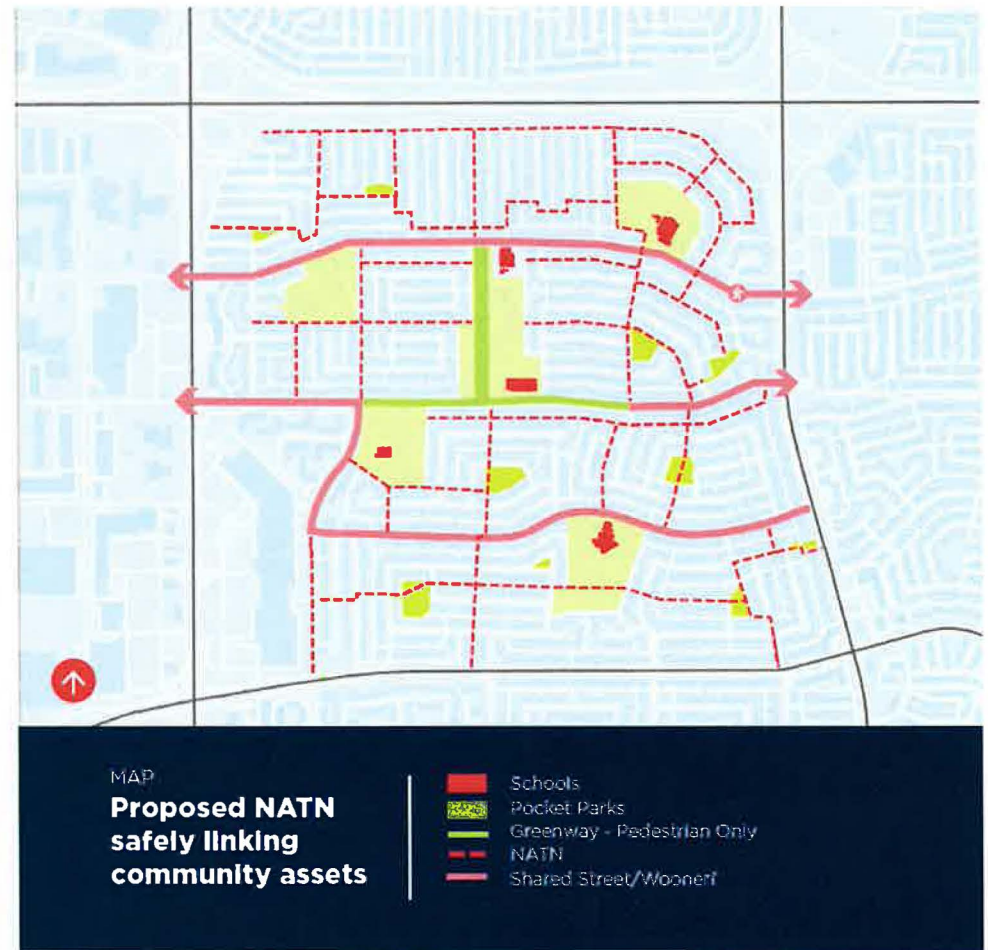 MAP
Proposed NATN
safely linking
community assets
Schools
Pocket Parks
Greenway - Pedestrian Only
NATN
Shared Street/Woonerf